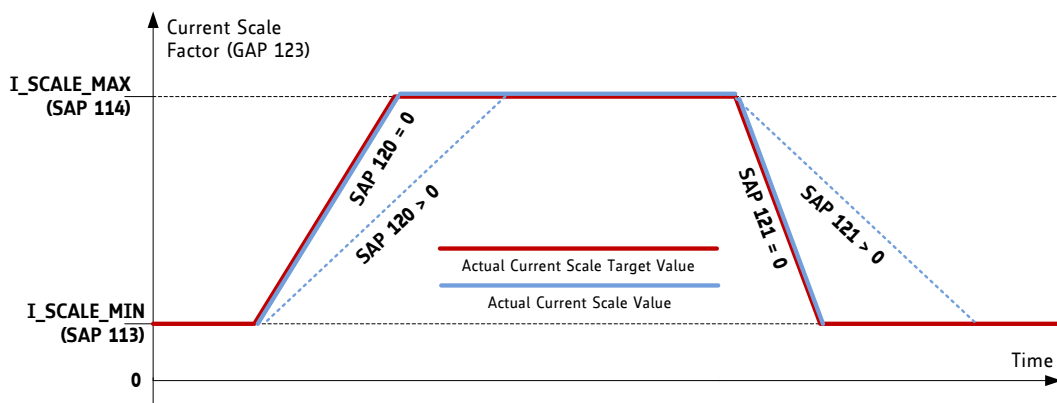 Current Scale
Factor (GAP 123)
I_SCALE_MAX
(SAP 114)
SAP 120 = 0
SAP 120 > 0
SAP 121 = 0
SAP 121 > 0
Actual Current Scale Target Value
Actual Current Scale Value
I_SCALE_MIN
(SAP 113)
Time
0